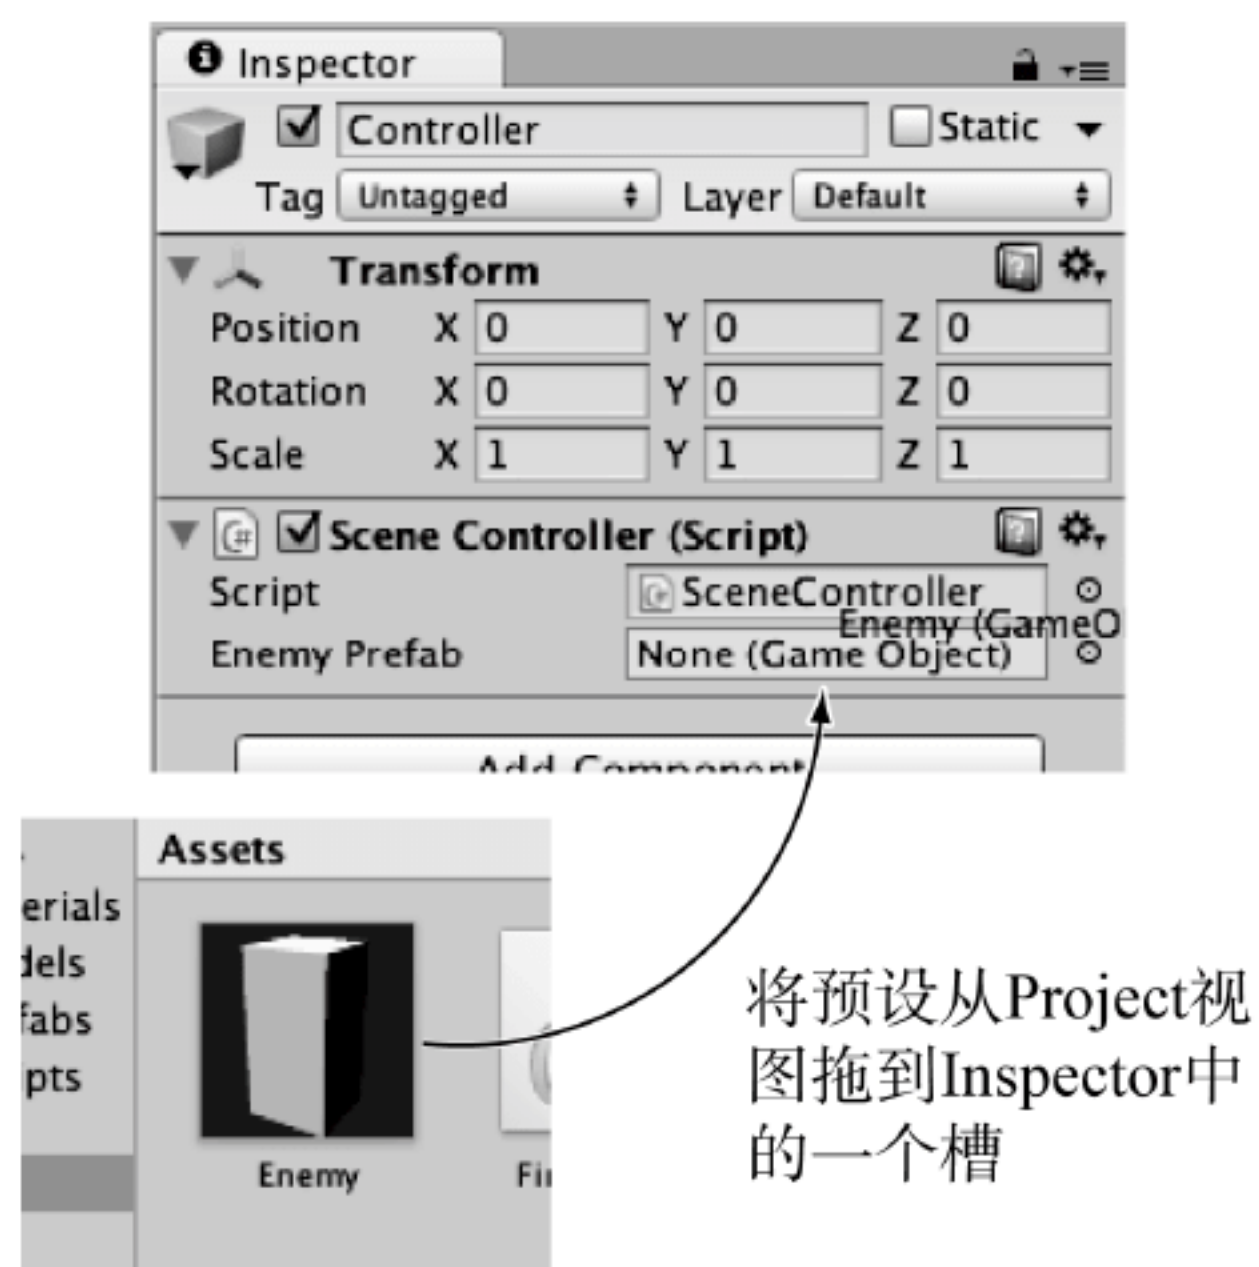 Inspector
Controller
Static
Tag Untagged Layer Default
Transform
Position X 0 Y 0 Z 0
Rotation X 0 Y 0 Z 0
Scale X 1 Y 1 Z 1
Scene Controller (Script)
Script SceneController
Enemy (GameO
Enemy Prefab None (Game Object)
Add Component
Assets
erials
dels
fabs
pts
Enemy
Fi
将预设从Project视
图拖到Inspector中
的一个槽